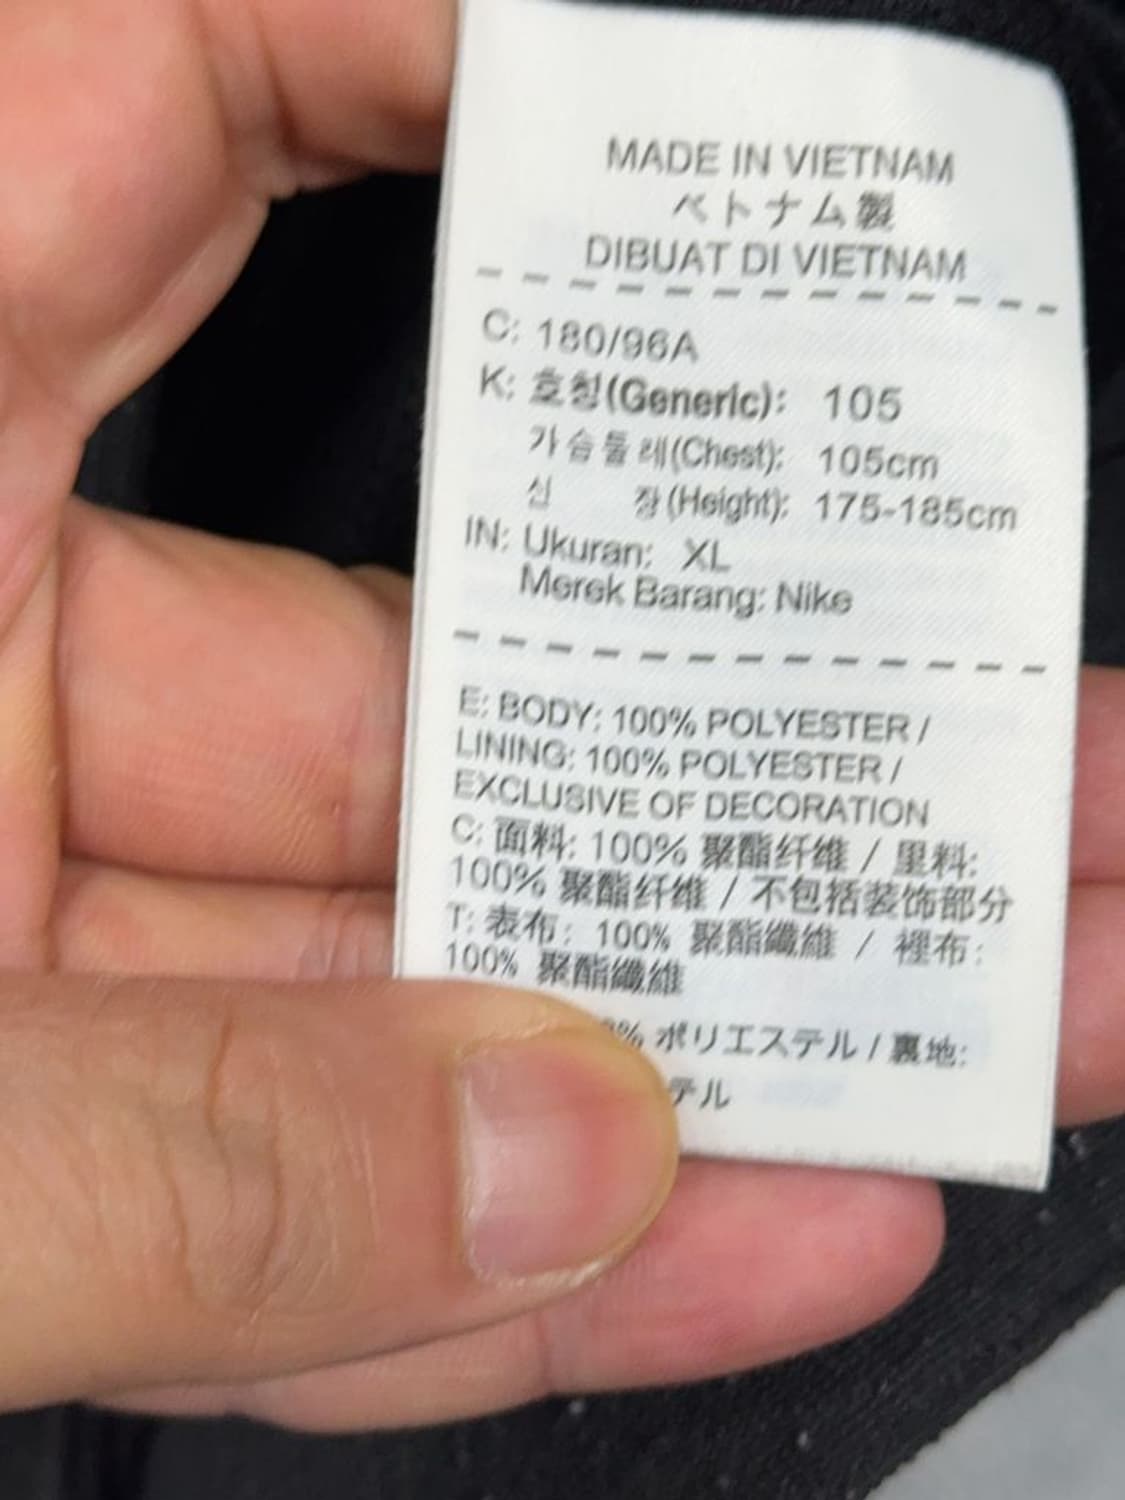 MADE IN VIETNAM
ベトナム製
DIBUAT DI VIETNAM
C: 180/96A
K: 호칭(Generic): 105
가슴둘레(Chest): 105cm
신 장(Height): 175-185cm
IN: Ukuran: XL
Merek Barang: Nike
E: BODY: 100% POLYESTER /
LINING: 100% POLYESTER /
EXCLUSIVE OF DECORATION
C: 面料: 100% 聚酯纤维 / 里料:
100% 聚酯纤维 / 不包括装饰部分
T: 表布: 100% 聚酯纖維 / 裡布:
100% 聚酯纖維
% ポリエステル / 裏地:
テル